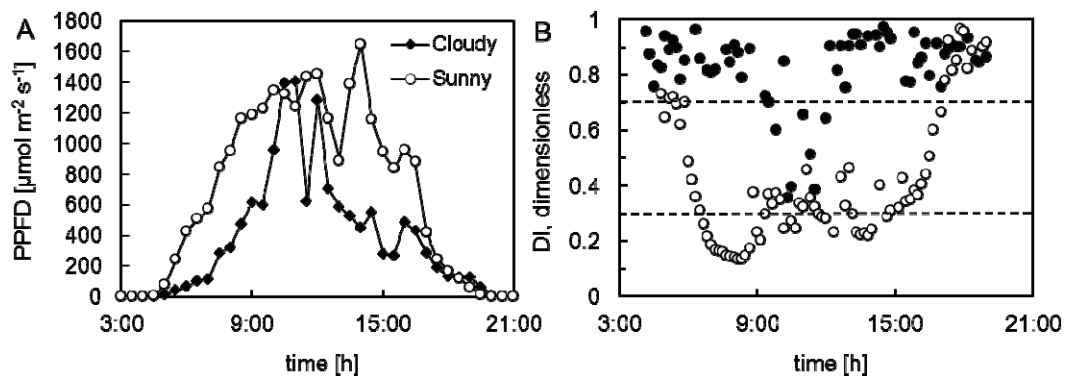 A
Cloudy
Sunny
PPFD [µmol m⁻² s⁻¹]
1800
1600
1400
1200
1000
800
600
400
200
0
3:00 9:00 15:00 21:00
time [h]
B
DI, dimensionless
1
0.8
0.6
0.4
0.2
0
3:00 9:00 15:00 21:00
time [h]